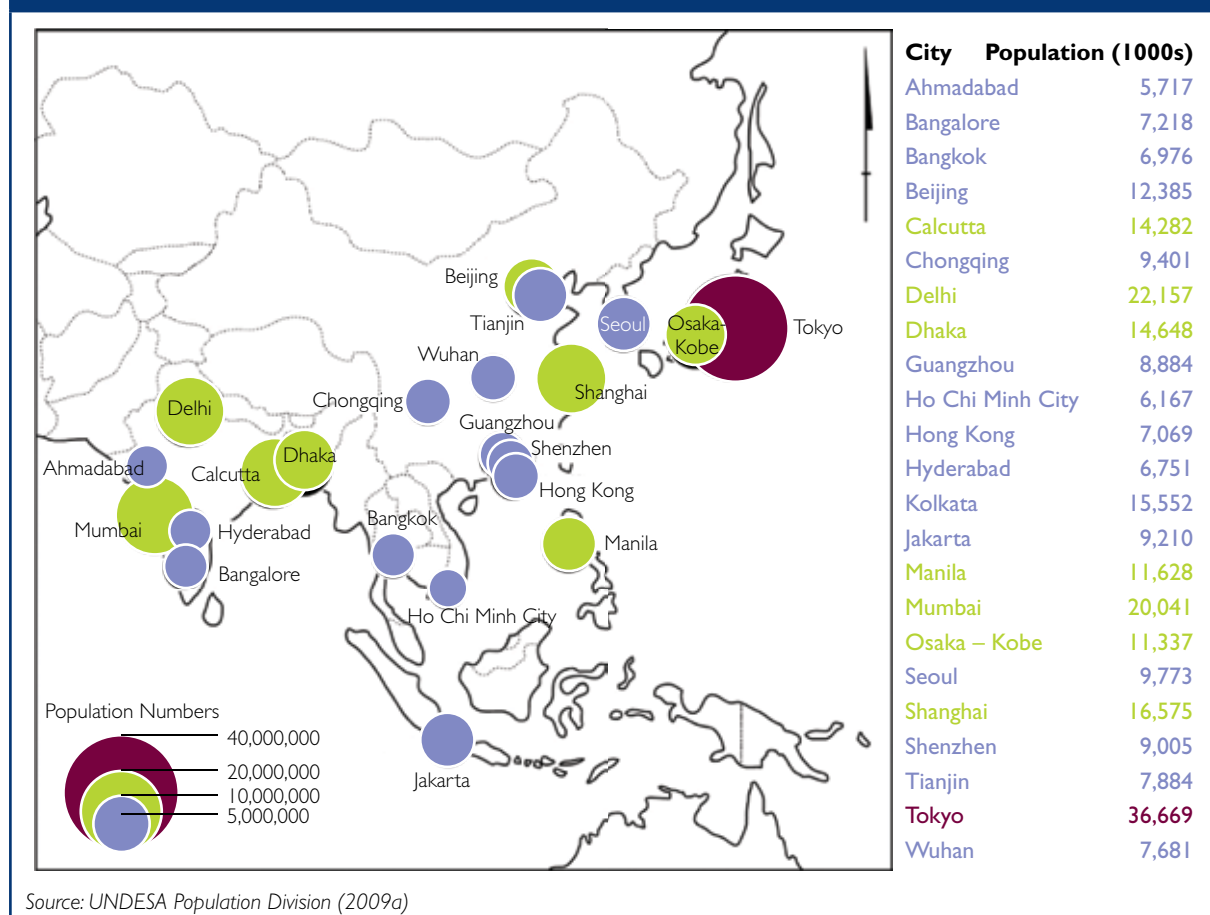 Beijing
Tianjin
Seoul
Osaka-
Kobe
Tokyo
Wuhan
Chongqing
Shanghai
Delhi
Guangzhou
Shenzhen
Hong Kong
Ahmadabad
Calcutta
Dhaka
Mumbai
Hyderabad
Bangalore
Bangkok
Manila
Ho Chi Minh City
Jakarta
Population Numbers
40,000,000
20,000,000
10,000,000
5,000,000
City Population (1000s)
Ahmadabad 5,717
Bangalore 7,218
Bangkok 6,976
Beijing 12,385
Calcutta 14,282
Chongqing 9,401
Delhi 22,157
Dhaka 14,648
Guangzhou 8,884
Ho Chi Minh City 6,167
Hong Kong 7,069
Hyderabad 6,751
Kolkata 15,552
Jakarta 9,210
Manila 11,628
Mumbai 20,041
Osaka – Kobe 11,337
Seoul 9,773
Shanghai 16,575
Shenzhen 9,005
Tianjin 7,884
Tokyo 36,669
Wuhan 7,681
Source: UNDESA Population Division (2009a)